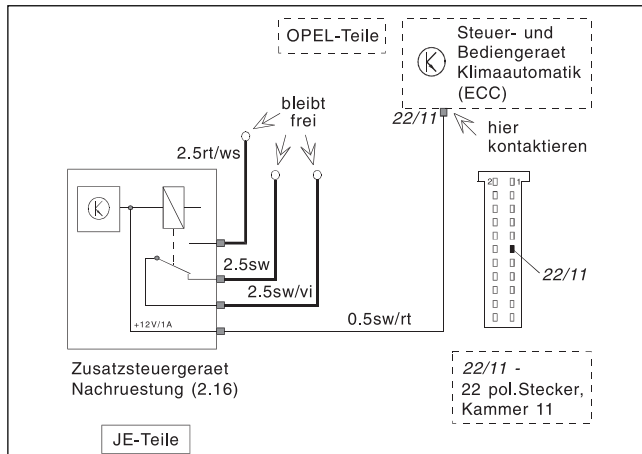 OPEL-Teile
Steuer- und
Bediengeraet
Klimaautomatik
(ECC)
bleibt
frei
22/11
hier
kontaktieren
2.5rt/ws
2 1
2.5sw
22/11
2.5sw/vi
+12V/1A
0.5sw/rt
Zusatzsteuergeraet
Nachruestung (2.16)
22/11 -
22 pol.Stecker,
Kammer 11
JE-Teile